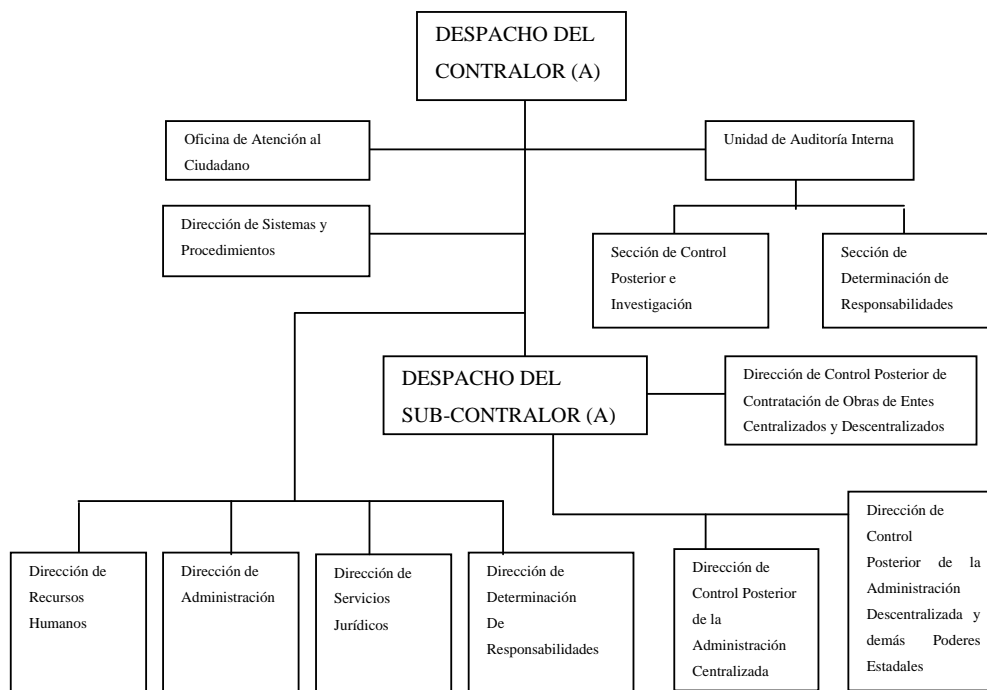 DESPACHO DEL
CONTRALOR (A)
Oficina de Atención al
Ciudadano
Unidad de Auditoría Interna
Dirección de Sistemas y
Procedimientos
Sección de Control
Posterior e
Investigación
Sección de
Determinación de
Responsabilidades
DESPACHO DEL
SUB-CONTRALOR (A)
Dirección de Control Posterior de
Contratación de Obras de Entes
Centralizados y Descentralizados
Dirección de
Recursos
Humanos
Dirección de
Administración
Dirección de
Servicios
Jurídicos
Dirección de
Determinación
De
Responsabilidades
Dirección de
Control Posterior
de la
Administración
Centralizada
Dirección de
Control
Posterior de la
Administración
Descentralizada y
demás Poderes
Estadales